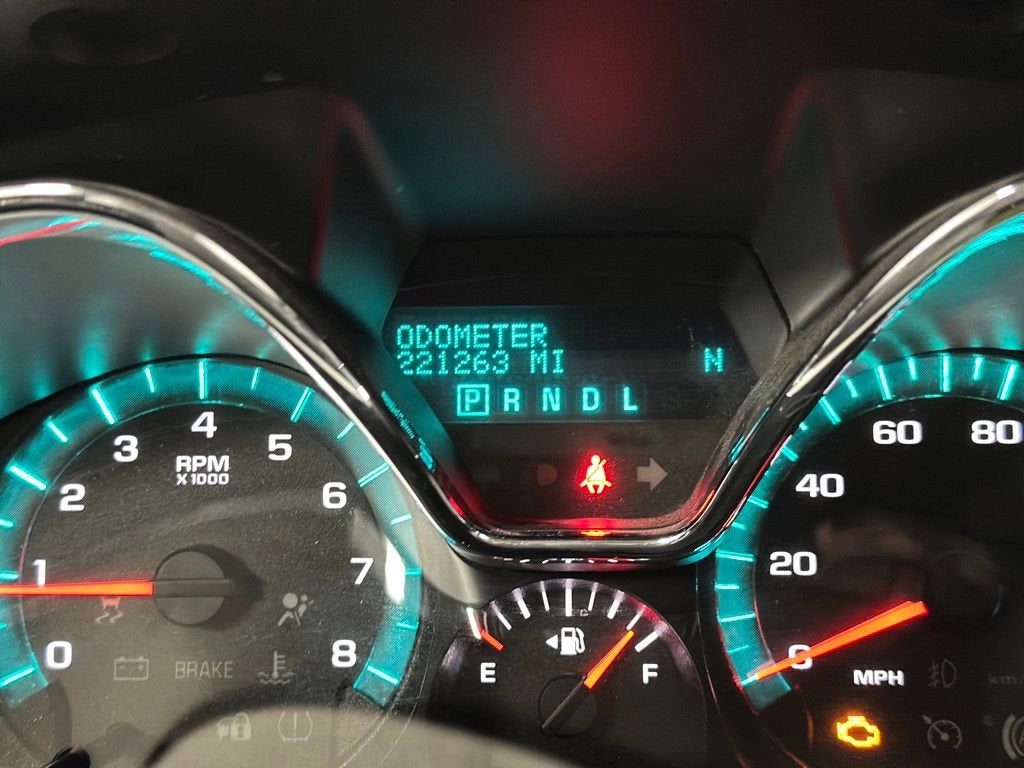 ODOMETER
221263 MI N
P R N D L
4
3 5
RPM
X1000
2 6
1 7
0 8
BRAKE
E F
60 80
40
20
0
MPH